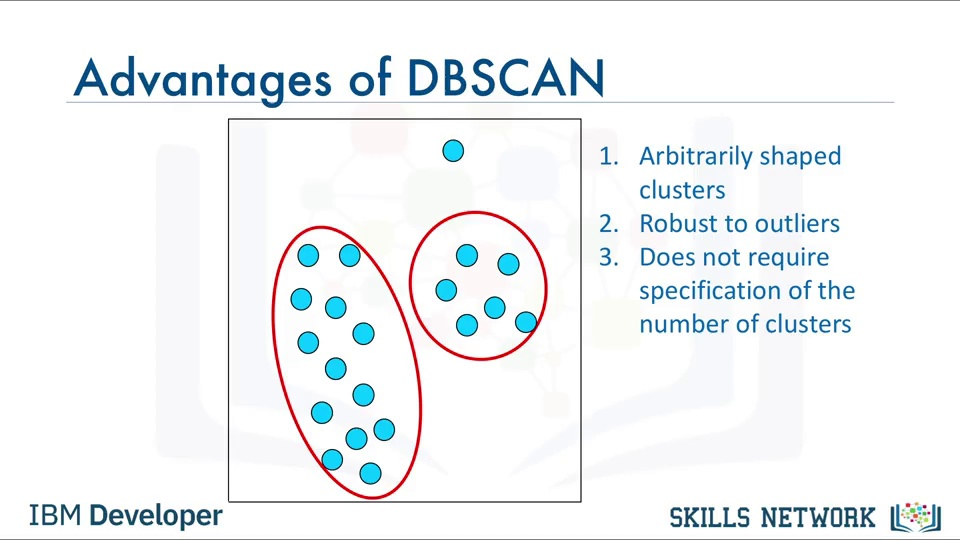 Advantages of DBSCAN
1. Arbitrarily shaped
clusters
2. Robust to outliers
3. Does not require
specification of the
number of clusters
IBM Developer
SKILLS NETWORK